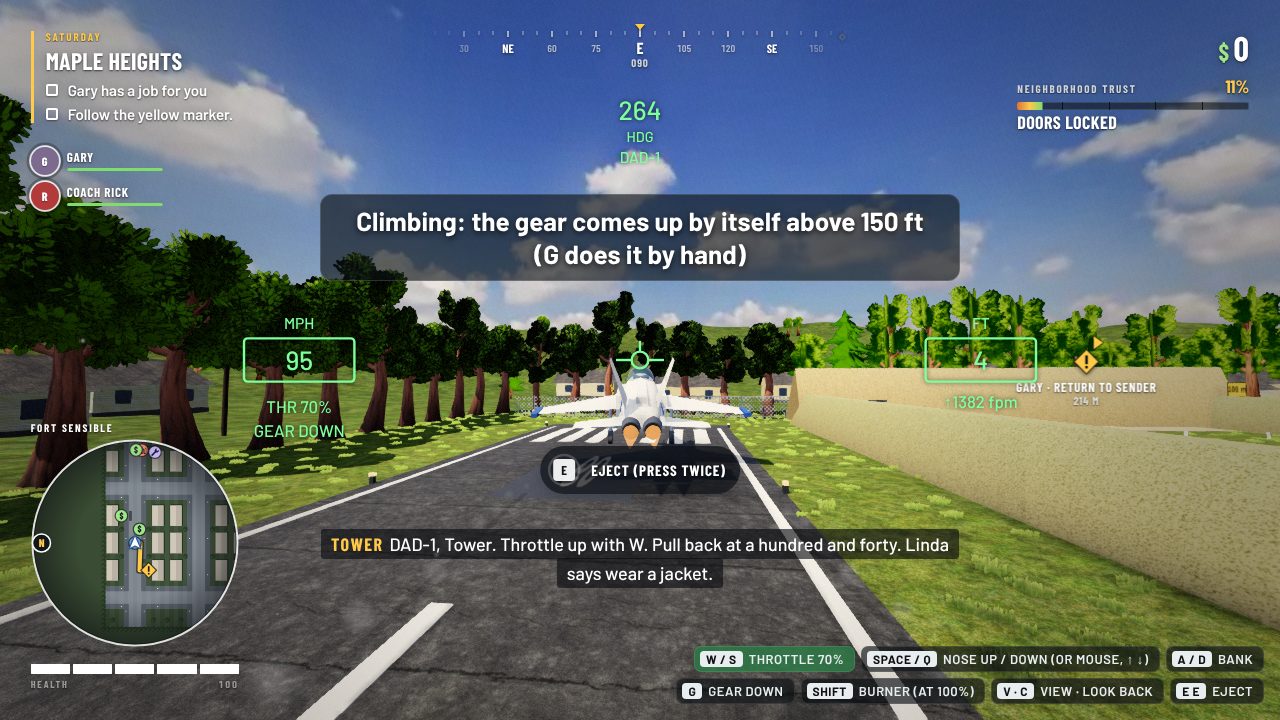 SATURDAY
MAPLE HEIGHTS
Gary has a job for you
Follow the yellow marker.
G GARY
R COACH RICK
30 NE 60 75 E 105 120 SE 150
090
264
HDG
DAD-1
$ 0
NEIGHBORHOOD TRUST 11%
DOORS LOCKED
Climbing: the gear comes up by itself above 150 ft
(G does it by hand)
MPH
95
THR 70%
GEAR DOWN
FT
4
↑1382 fpm
GARY · RETURN TO SENDER
214 M
E EJECT (PRESS TWICE)
TOWER DAD-1, Tower. Throttle up with W. Pull back at a hundred and forty. Linda
says wear a jacket.
FORT SENSIBLE
N
$
$
$
HEALTH 100
W / S THROTTLE 70% SPACE / Q NOSE UP / DOWN (OR MOUSE, ↑ ↓) A / D BANK
G GEAR DOWN SHIFT BURNER (AT 100%) V · C VIEW · LOOK BACK E E EJECT